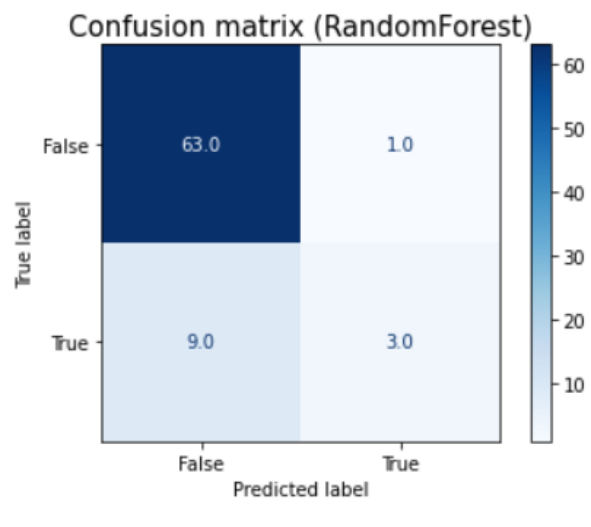 Confusion matrix (RandomForest)
60
50
40
30
20
10
True label
False
True
63.0
1.0
9.0
3.0
False
True
Predicted label